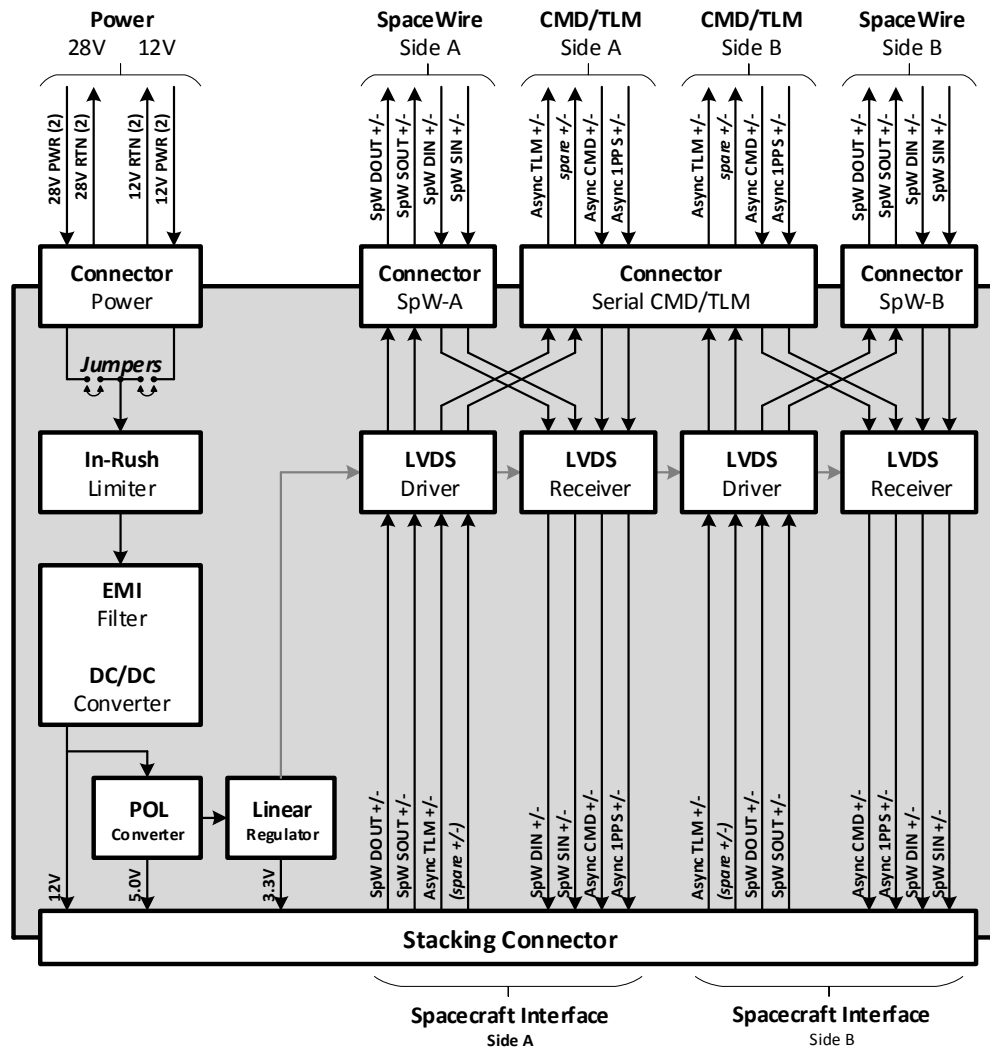 Power
28V 12V
SpaceWire
Side A
CMD/TLM
Side A
CMD/TLM
Side B
SpaceWire
Side B
28V PWR (2)
28V RTN (2)
12V RTN (2)
12V PWR (2)
SpW DOUT +/-
SpW SOUT +/-
SpW DIN +/-
SpW SIN +/-
Async TLM +/-
spare +/-
Async CMD +/-
Async 1PPS +/-
Async TLM +/-
spare +/-
Async CMD +/-
Async 1PPS +/-
SpW DOUT +/-
SpW SOUT +/-
SpW DIN +/-
SpW SIN +/-
Connector
Power
Connector
SpW-A
Connector
Serial CMD/TLM
Connector
SpW-B
Jumpers
In-Rush
Limiter
LVDS
Driver
LVDS
Receiver
LVDS
Driver
LVDS
Receiver
EMI
Filter
DC/DC
Converter
POL
Converter
Linear
Regulator
12V
5.0V
3.3V
SpW DOUT +/-
SpW SOUT +/-
Async TLM +/-
(spare +/-)
SpW DIN +/-
SpW SIN +/-
Async CMD +/-
Async 1PPS +/-
Async TLM +/-
(spare +/-)
SpW DOUT +/-
SpW SOUT +/-
Async CMD +/-
Async 1PPS +/-
SpW DIN +/-
SpW SIN +/-
Stacking Connector
Spacecraft Interface
Side A
Spacecraft Interface
Side B